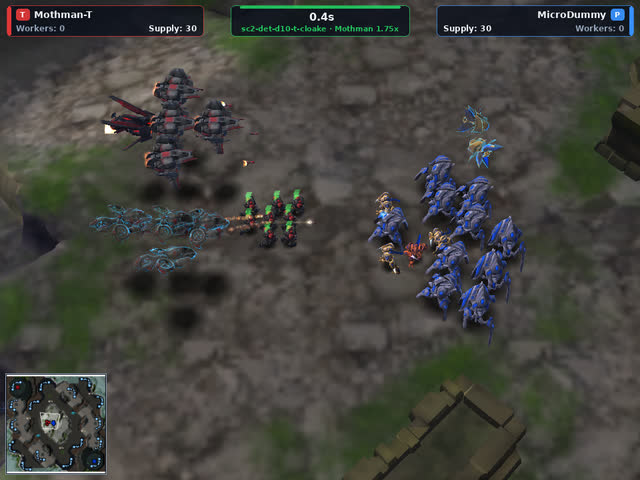 T Mothman-T
Workers: 0 Supply: 30
0.4s
sc2-det-d10-t-cloake · Mothman 1.75x
MicroDummy P
Supply: 30 Workers: 0